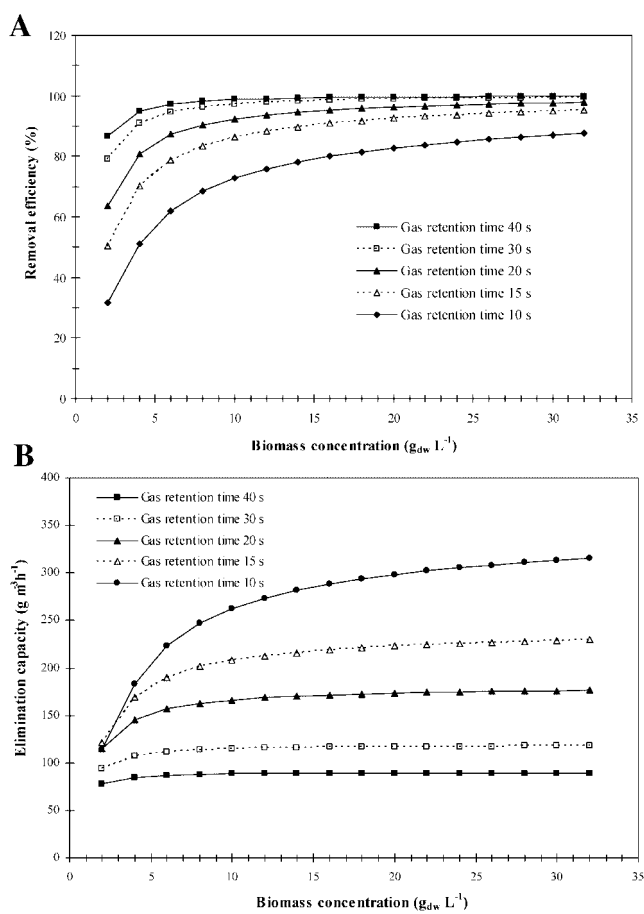 A
120
100
80
60
40
20
0
Removal efficiency (%)
Gas retention time 40 s
Gas retention time 30 s
Gas retention time 20 s
Gas retention time 15 s
Gas retention time 10 s
0 5 10 15 20 25 30 35
Biomass concentration (gdw L-1)
B
400
350
300
250
200
150
100
50
0
Elimination capacity (g m3h-1)
Gas retention time 40 s
Gas retention time 30 s
Gas retention time 20 s
Gas retention time 15 s
Gas retention time 10 s
0 5 10 15 20 25 30 35
Biomass concentration (gdw L-1)